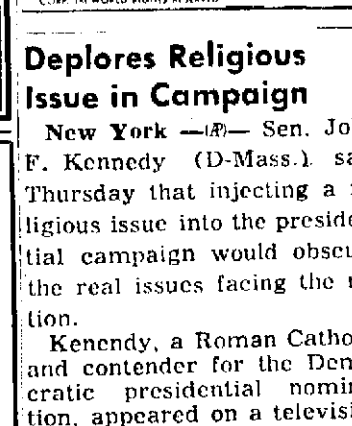 Deplores Religious
Issue in Campaign
New York —(AP)— Sen. Jo
F. Kennedy (D-Mass.) sa
Thursday that injecting a
ligious issue into the preside
tial campaign would obscu
the real issues facing the
tion.
Kenendy, a Roman Catho
and contender for the Dem
cratic presidential nomin
tion, appeared on a televisi